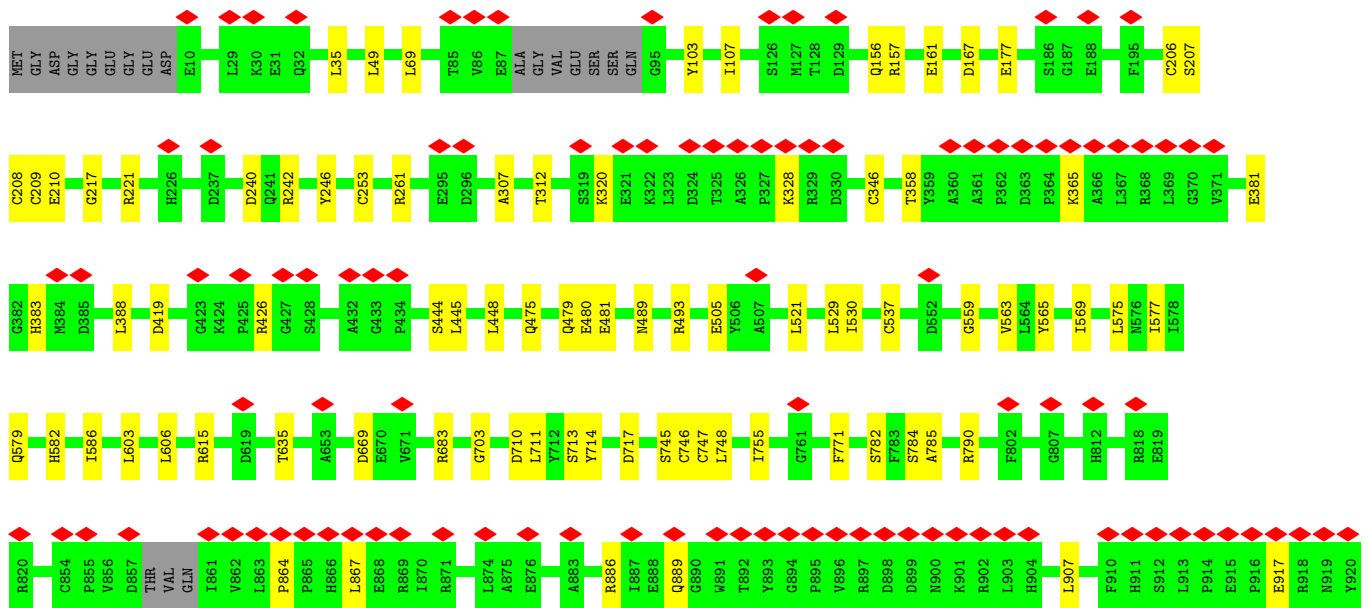 MET GLY ASP GLY GLY GLU GLY GLU ASP E10 L29 K30 E31 Q32 L35 L49 L69 T85 V86 E87 ALA GLY VAL GLU SER SER GLN G95 Y103 I107 S126 M127 T128 D129 Q156 R157 E161 D167 E177 S186 G187 E188 F195 C206 S207
C208 C209 E210 G217 R221 H226 D237 D240 Q241 R242 Y246 C253 R261 E295 D296 A307 T312 S319 K320 E321 K322 L323 D324 T325 A326 P327 K328 R329 D330 C346 T358 Y359 A360 A361 P362 D363 P364 K365 A366 L367 R368 L369 G370 V371 E381
G382 H383 M384 D385 L388 D419 G423 K424 P425 R426 G427 S428 A432 G433 P434 S444 L445 L448 Q475 Q479 E480 E481 N489 R493 E505 Y506 A507 L521 L529 I530 C537 D552 G559 V563 L564 Y565 I569 L575 N576 I577 I578
Q579 H582 I586 L603 L606 R615 D619 T635 A653 D669 E670 V671 R683 G703 D710 L711 Y712 S713 Y714 D717 S745 C746 C747 L748 I755 G761 F771 S782 F783 S784 A785 R790 F802 G807 H812 R818 E819
R820 C854 P855 V856 D857 THR VAL GLN I861 V862 L863 P864 P865 H866 L867 E868 R869 I870 R871 L874 A875 E876 A883 R886 I887 E888 Q889 G890 W891 T892 Y893 G894 P895 V896 R897 D898 D899 N900 K901 R902 L903 H904 L907 F910 H911 S912 L913 P914 E915 P916 E917 R918 N919 Y920